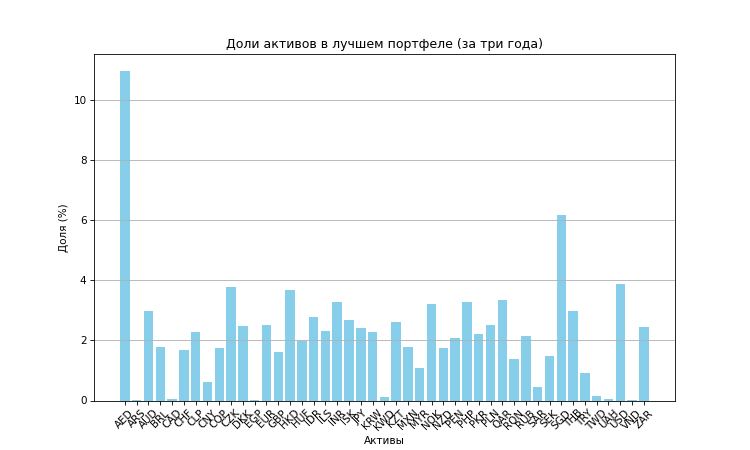 Доли активов в лучшем портфеле (за три года)
Доля (%)
10
8
6
4
2
0
AED ARS AUD BRL CAD CHF CLP CNY COP CZK DKK EGP EUR GBP HKD HUF IDR ILS INR ISK JPY KRW KWD KZT MXN MYR NOK NZD PEN PHP PKR PLN QAR RON RUB SAR SEK SGD THB TRY TWD UAH USD VND ZAR
Активы